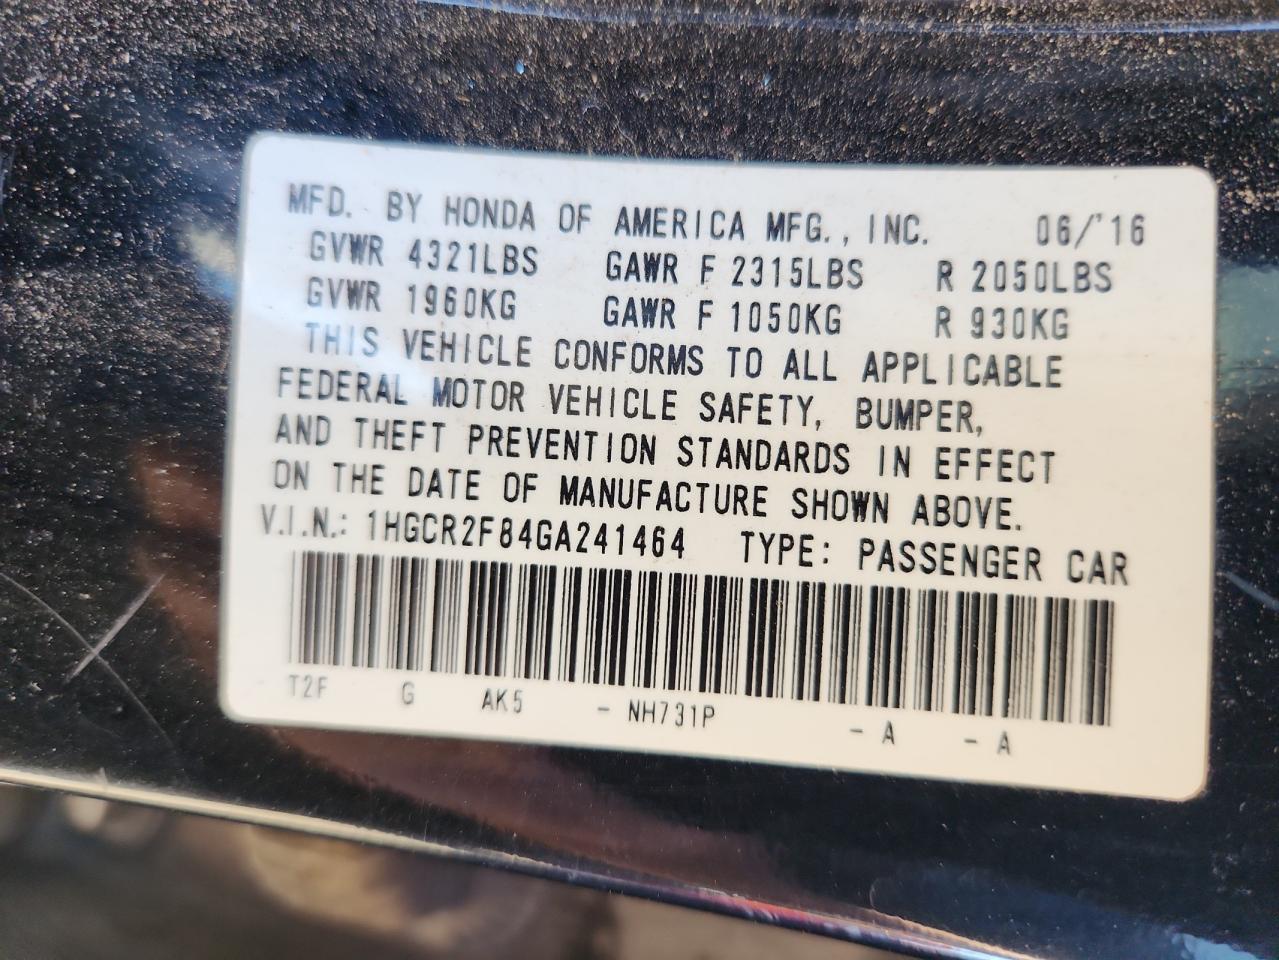 MFD. BY HONDA OF AMERICA MFG., INC. 06/'16
GVWR 4321LBS GAWR F 2315LBS R 2050LBS
GVWR 1960KG GAWR F 1050KG R 930KG
THIS VEHICLE CONFORMS TO ALL APPLICABLE
FEDERAL MOTOR VEHICLE SAFETY, BUMPER,
AND THEFT PREVENTION STANDARDS IN EFFECT
ON THE DATE OF MANUFACTURE SHOWN ABOVE.
V.I.N.: 1HGCR2F84GA241464 TYPE: PASSENGER CAR
T2F G AK5 - NH731P - A - A